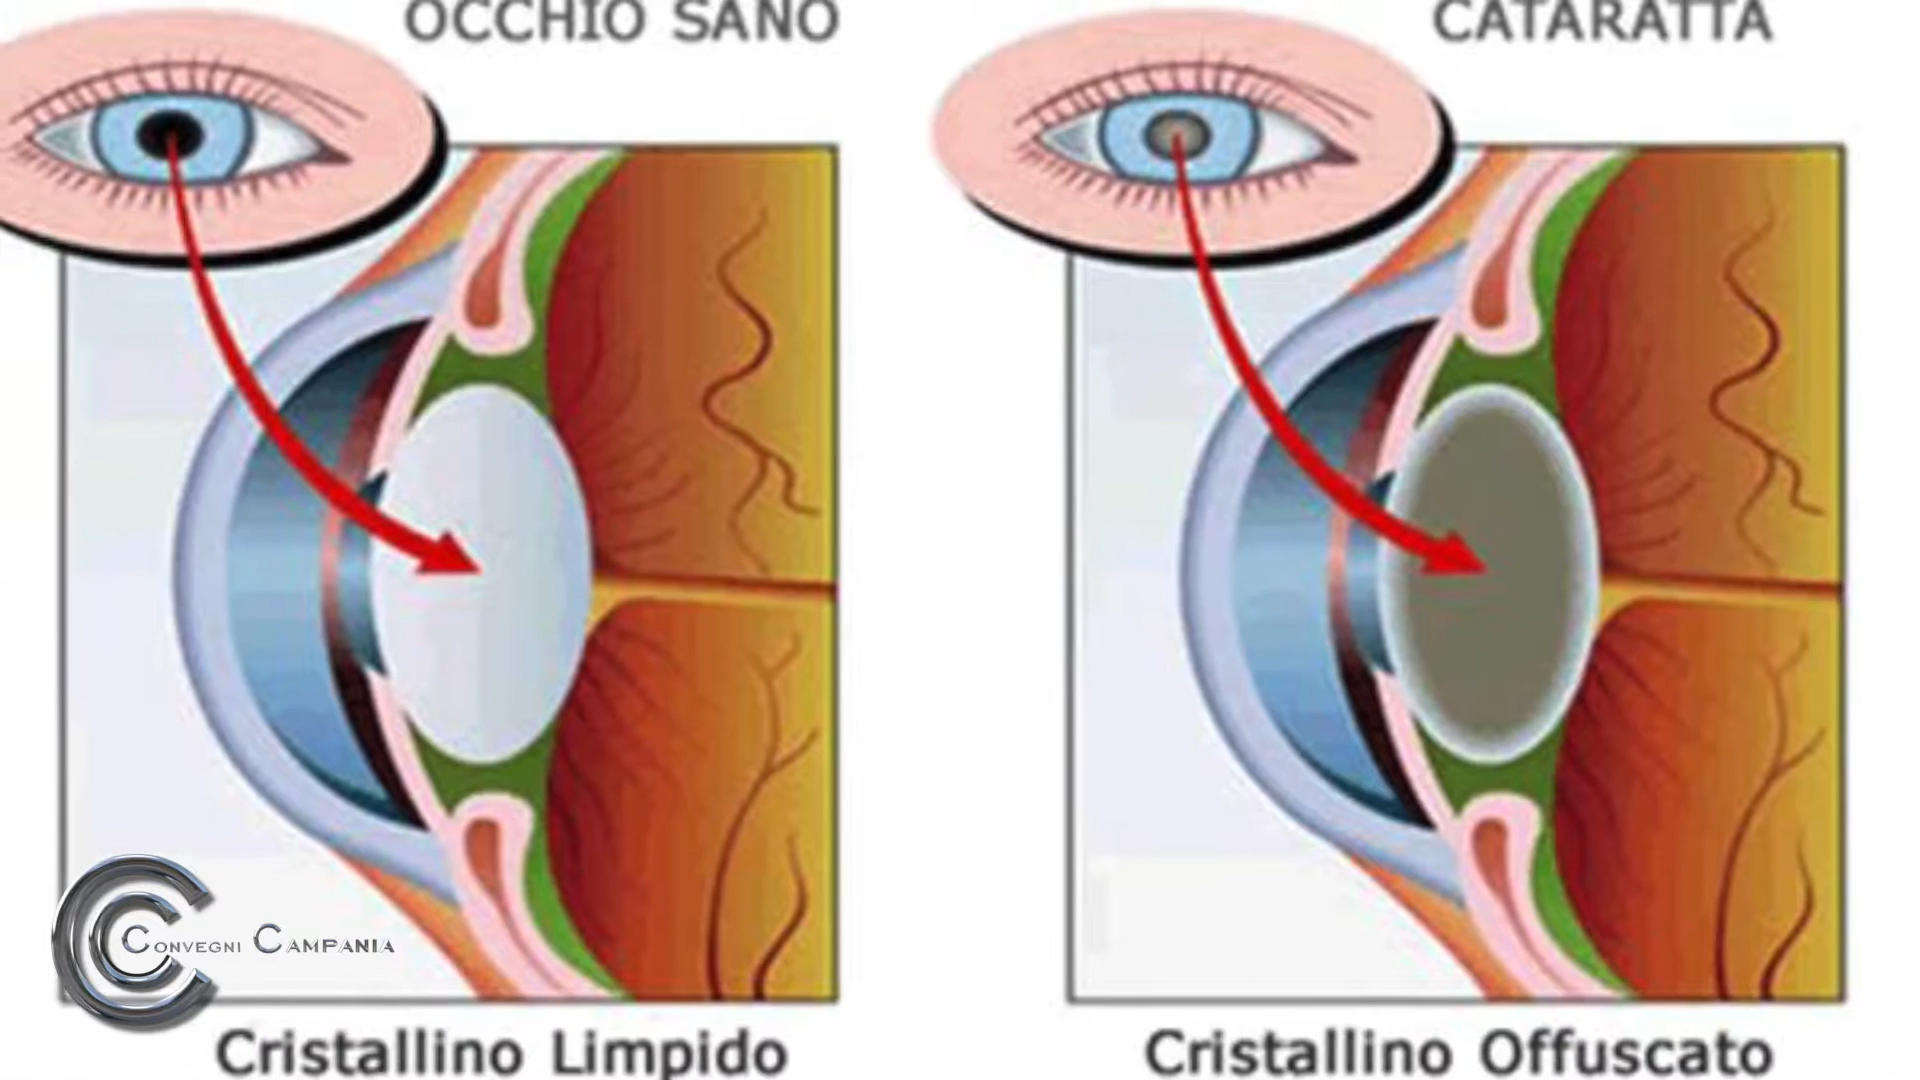 OCCHIO SANO
CATARATTA
CONVEGNI CAMPANIA
Cristallino Limpido
Cristallino Offuscato